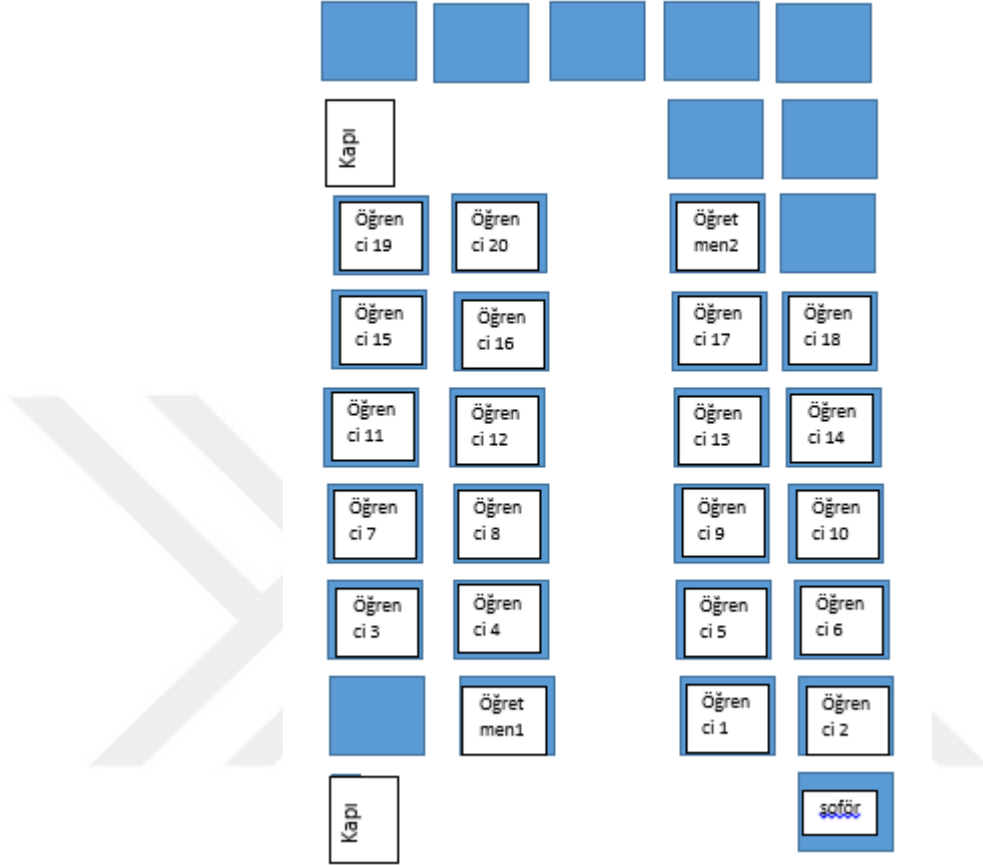 Kapı
Öğren
ci 19
Öğren
ci 20
Öğret
men2
Öğren
ci 15
Öğren
ci 16
Öğren
ci 17
Öğren
ci 18
Öğren
ci 11
Öğren
ci 12
Öğren
ci 13
Öğren
ci 14
Öğren
ci 7
Öğren
ci 8
Öğren
ci 9
Öğren
ci 10
Öğren
ci 3
Öğren
ci 4
Öğren
ci 5
Öğren
ci 6
Öğret
men1
Öğren
ci 1
Öğren
ci 2
Kapı
şoför